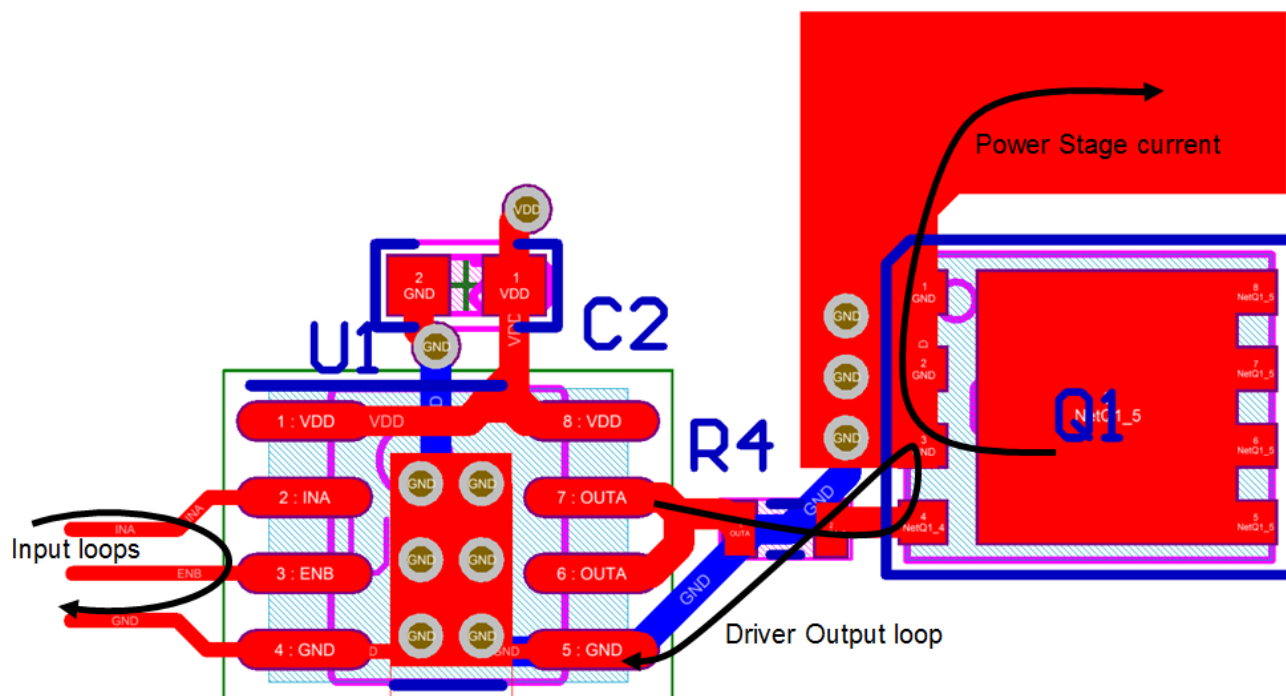 Power Stage current
VDD
2
GND
1
VDD
C2
U1
VDD
GND
D
1 : VDD
VDD
8 : VDD
R4
GND
GND
GND
1
GND
D
2
GND
3
GND
4
NetQ1_4
NetQ1_5
Q1
8
NetQ1_5
7
NetQ1_5
6
NetQ1_5
5
NetQ1_5
2 : INA
GND
GND
7 : OUTA
INA
INA
Input loops
OUTA
GND
ENB
3 : ENB
GND
GND
6 : OUTA
GND
GND
4 : GND
GND
GND
GND
5 : GND
Driver Output loop